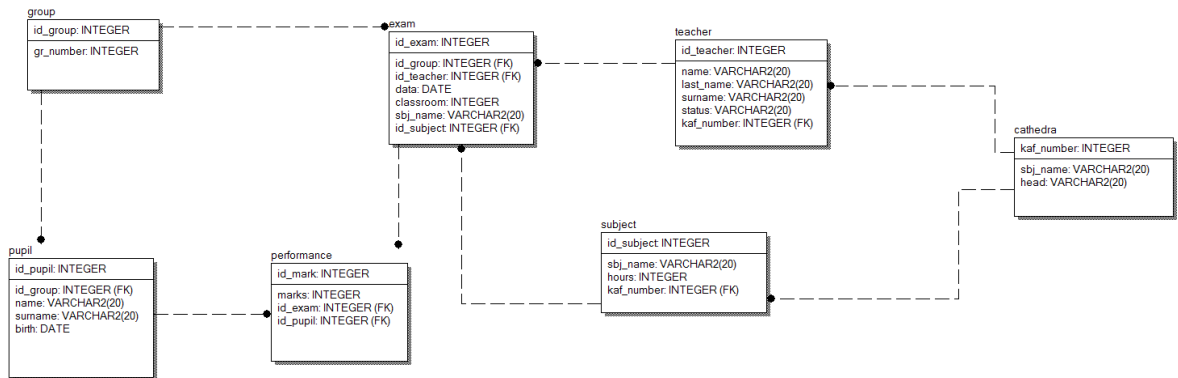 group
id_group: INTEGER
gr_number: INTEGER
exam
id_exam: INTEGER
id_group: INTEGER (FK)
id_teacher: INTEGER (FK)
data: DATE
classroom: INTEGER
sbj_name: VARCHAR2(20)
id_subject: INTEGER (FK)
teacher
id_teacher: INTEGER
name: VARCHAR2(20)
last_name: VARCHAR2(20)
surname: VARCHAR2(20)
status: VARCHAR2(20)
kaf_number: INTEGER (FK)
cathedra
kaf_number: INTEGER
sbj_name: VARCHAR2(20)
head: VARCHAR2(20)
pupil
id_pupil: INTEGER
id_group: INTEGER (FK)
name: VARCHAR2(20)
surname: VARCHAR2(20)
birth: DATE
performance
id_mark: INTEGER
marks: INTEGER
id_exam: INTEGER (FK)
id_pupil: INTEGER (FK)
subject
id_subject: INTEGER
sbj_name: VARCHAR2(20)
hours: INTEGER
kaf_number: INTEGER (FK)